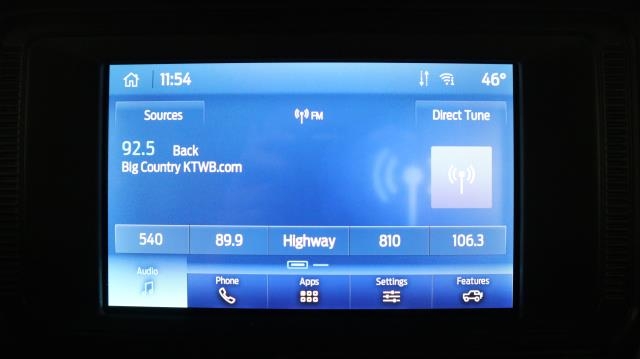 11:54 46°
Sources FM Direct Tune
92.5 Back
Big Country KTWB.com
540 89.9 Highway 810 106.3
Audio Phone Apps Settings Features